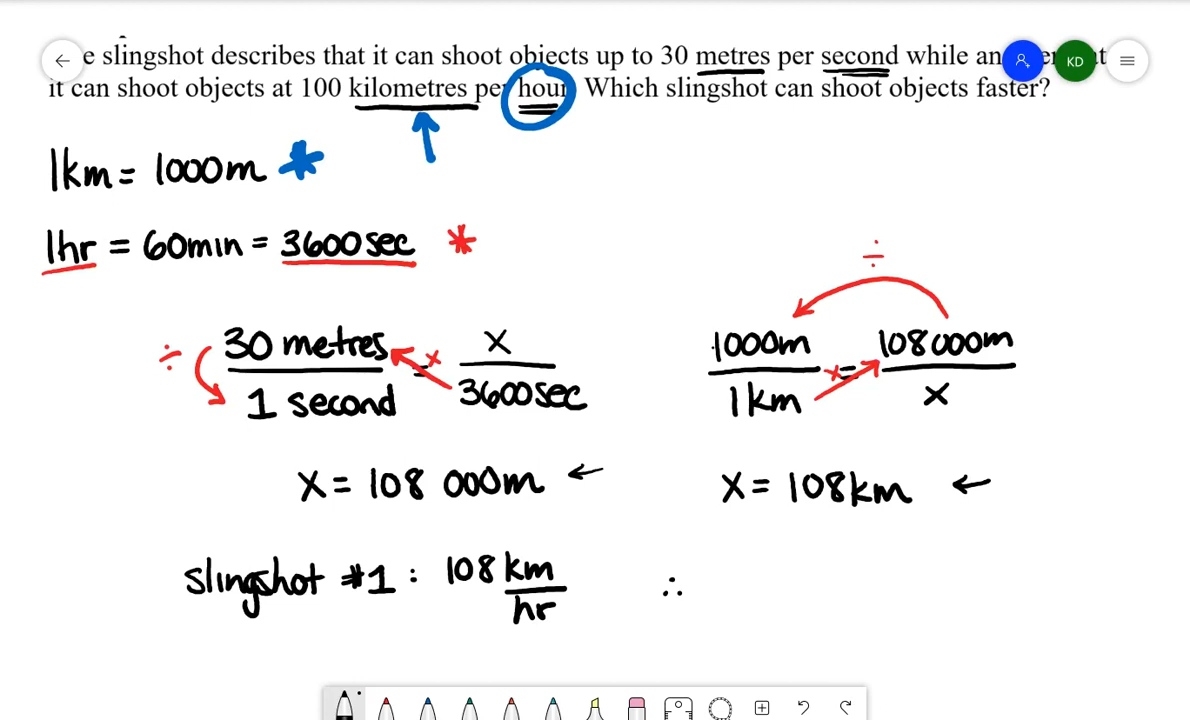 e slingshot describes that it can shoot objects up to 30 metres per second while an
it can shoot objects at 100 kilometres per hour. Which slingshot can shoot objects faster?
KD
1km = 1000m *
1hr = 60min = 3600sec *
÷
÷ 30 metres x = x 1000m x = 108000m
1 second 3600sec 1km x
x = 108 000m ← x = 108km ←
slingshot #1 : 108 km ∴
hr